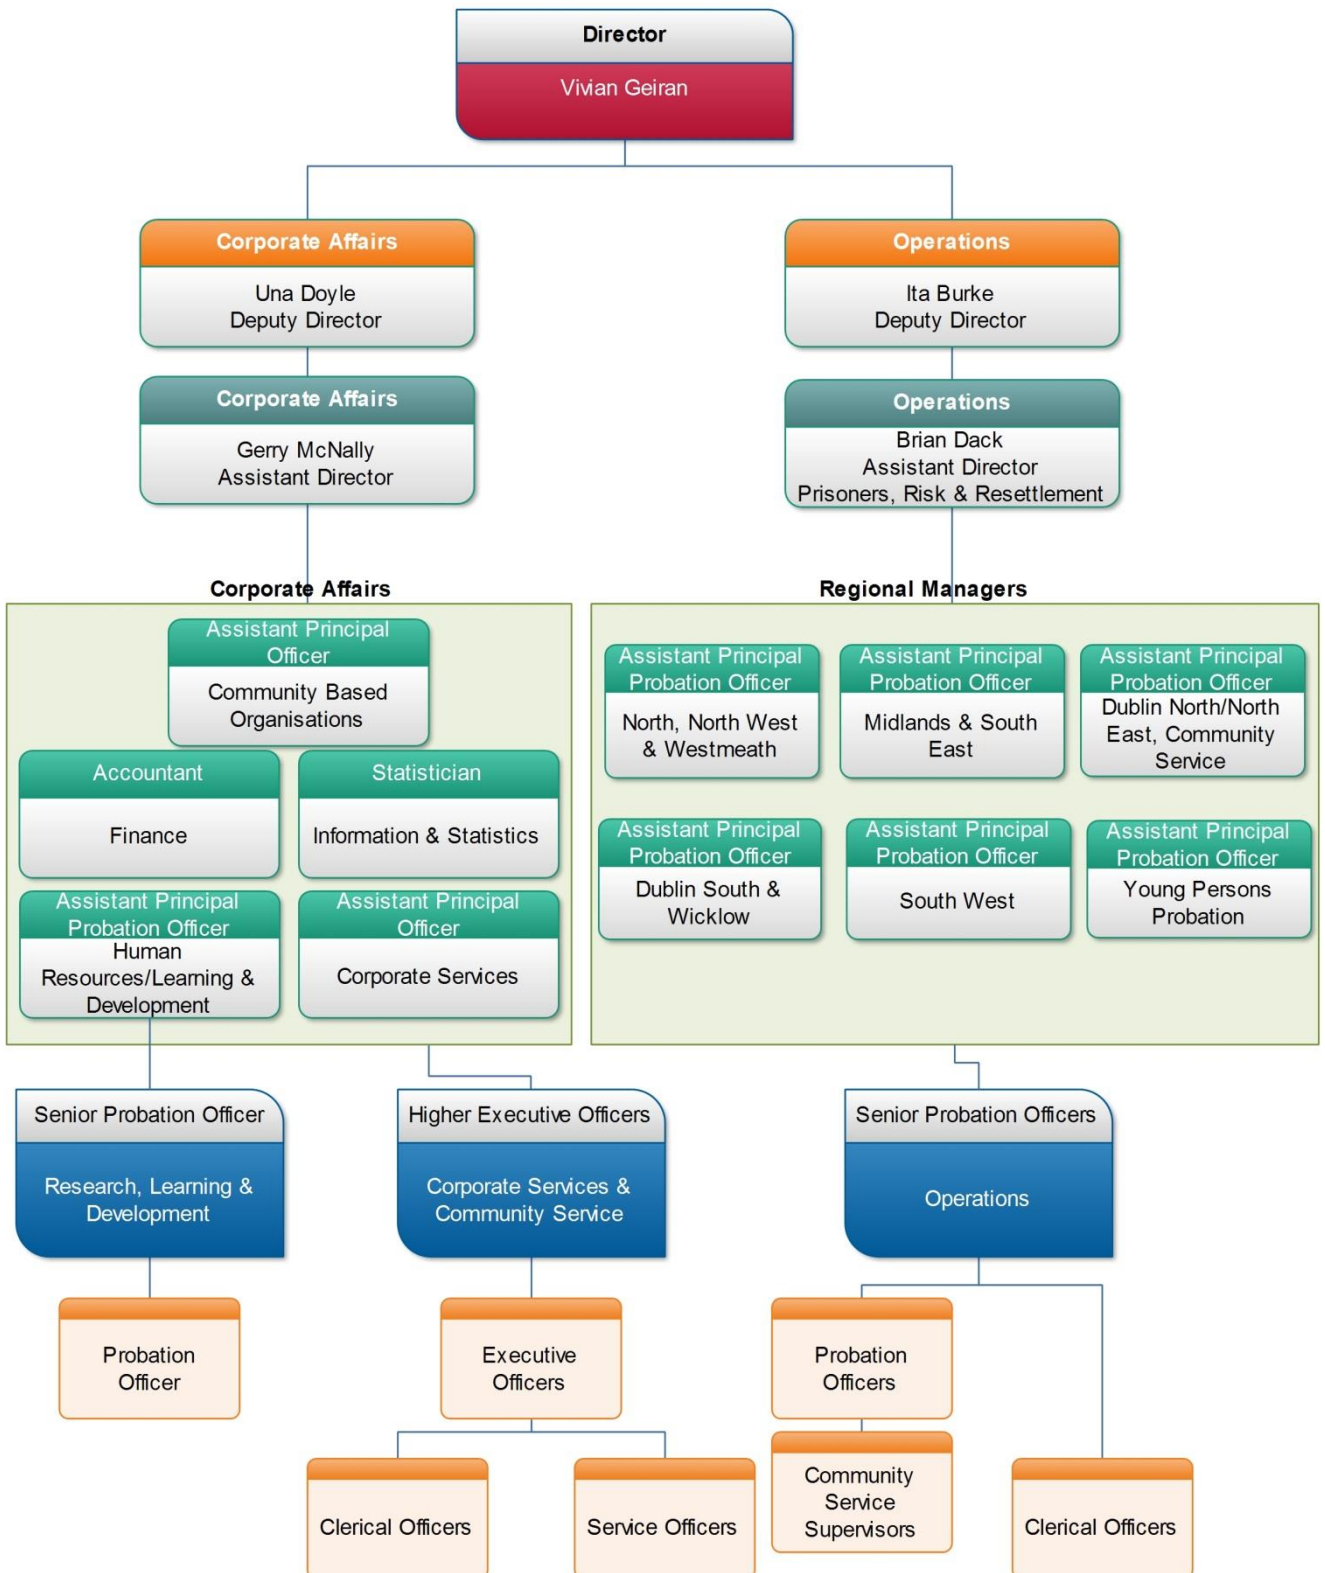 Director
Vivian Geiran
Corporate Affairs
Una Doyle
Deputy Director
Operations
Ita Burke
Deputy Director
Corporate Affairs
Gerry McNally
Assistant Director
Operations
Brian Dack
Assistant Director
Prisoners, Risk & Resettlement
Corporate Affairs
Assistant Principal
Officer
Community Based
Organisations
Accountant
Finance
Statistician
Information & Statistics
Assistant Principal
Probation Officer
Human
Resources/Learning &
Development
Assistant Principal
Officer
Corporate Services
Regional Managers
Assistant Principal
Probation Officer
North, North West
& Westmeath
Assistant Principal
Probation Officer
Midlands & South
East
Assistant Principal
Probation Officer
Dublin North/North
East, Community
Service
Assistant Principal
Probation Officer
Dublin South &
Wicklow
Assistant Principal
Probation Officer
South West
Assistant Principal
Probation Officer
Young Persons
Probation
Senior Probation Officer
Research, Learning &
Development
Higher Executive Officers
Corporate Services &
Community Service
Senior Probation Officers
Operations
Probation
Officer
Executive
Officers
Probation
Officers
Clerical Officers
Service Officers
Community
Service
Supervisors
Clerical Officers